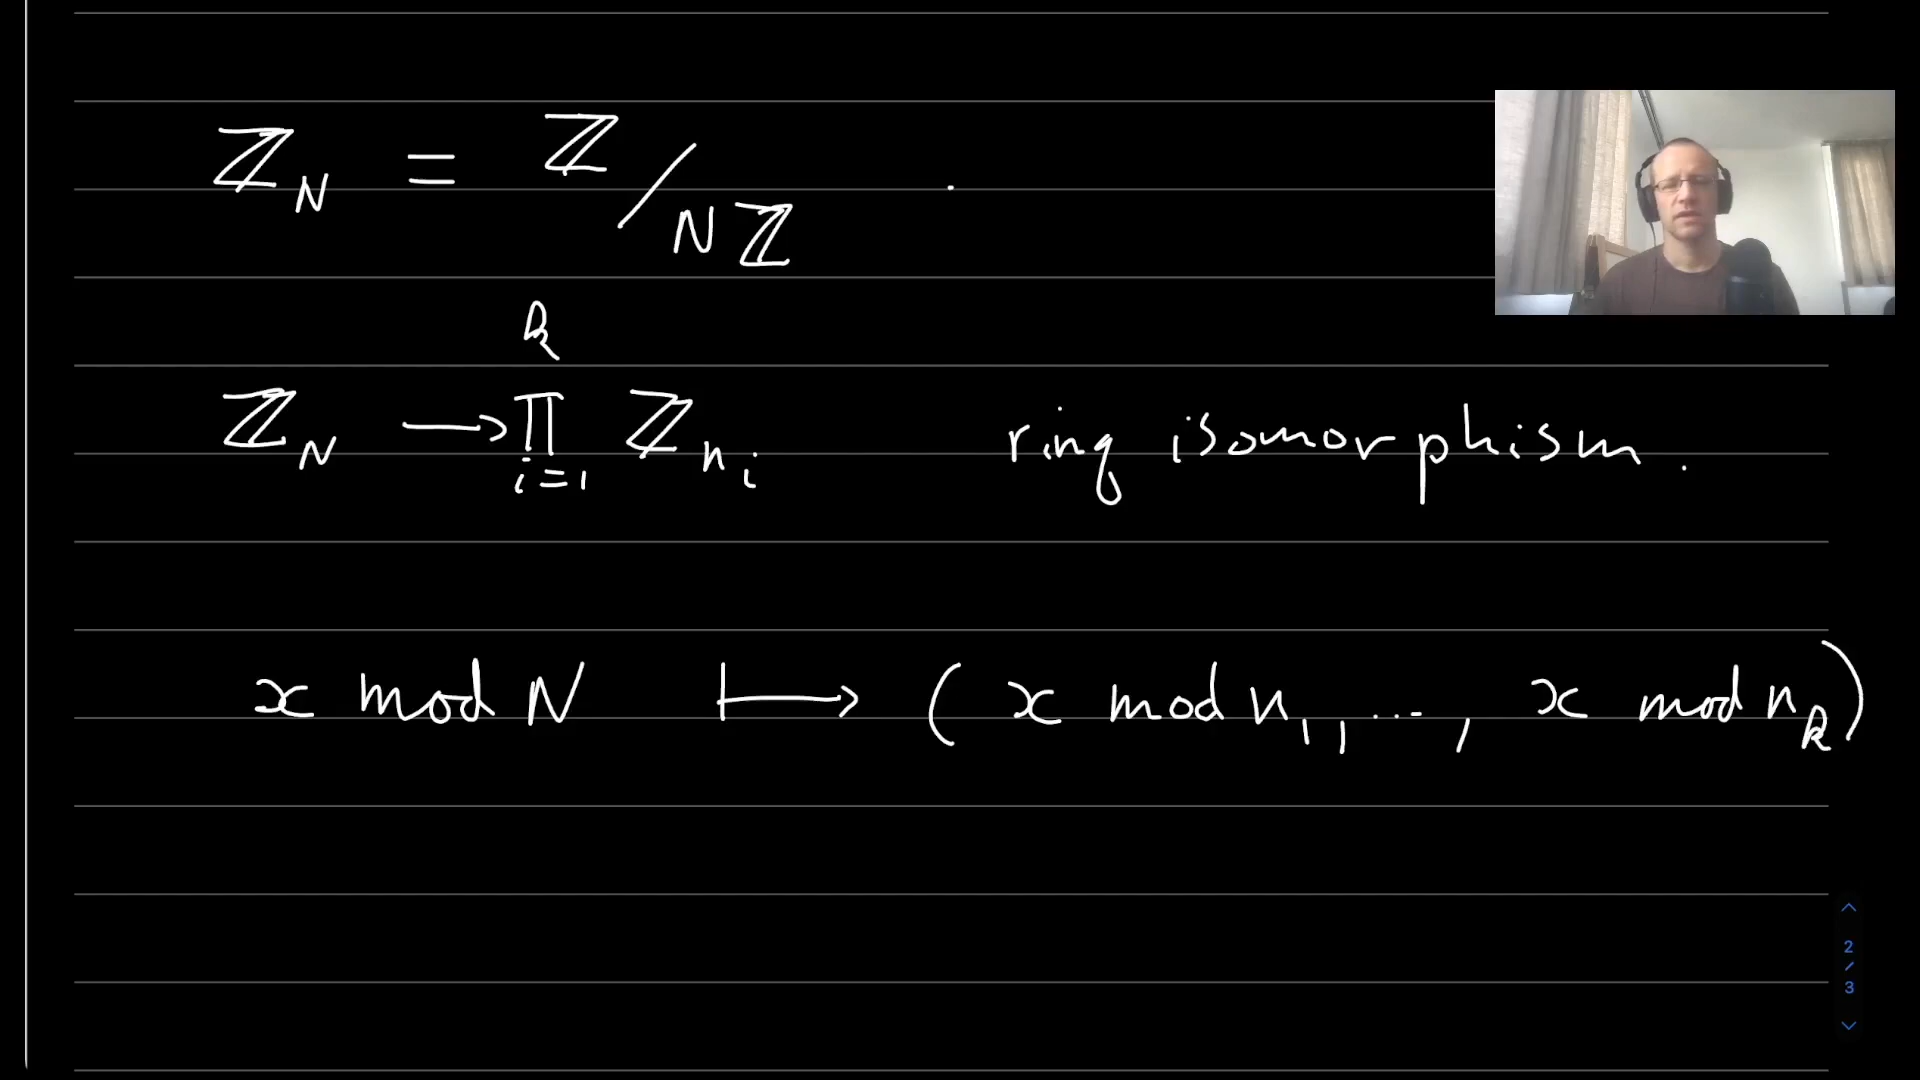 ℤ_N = ℤ/Nℤ .
ℤ_N → ∏_{i=1}^{k} ℤ_{n_i} ring isomorphism.
x mod N ↦ ( x mod n_1, ..., x mod n_k )
2
/
3